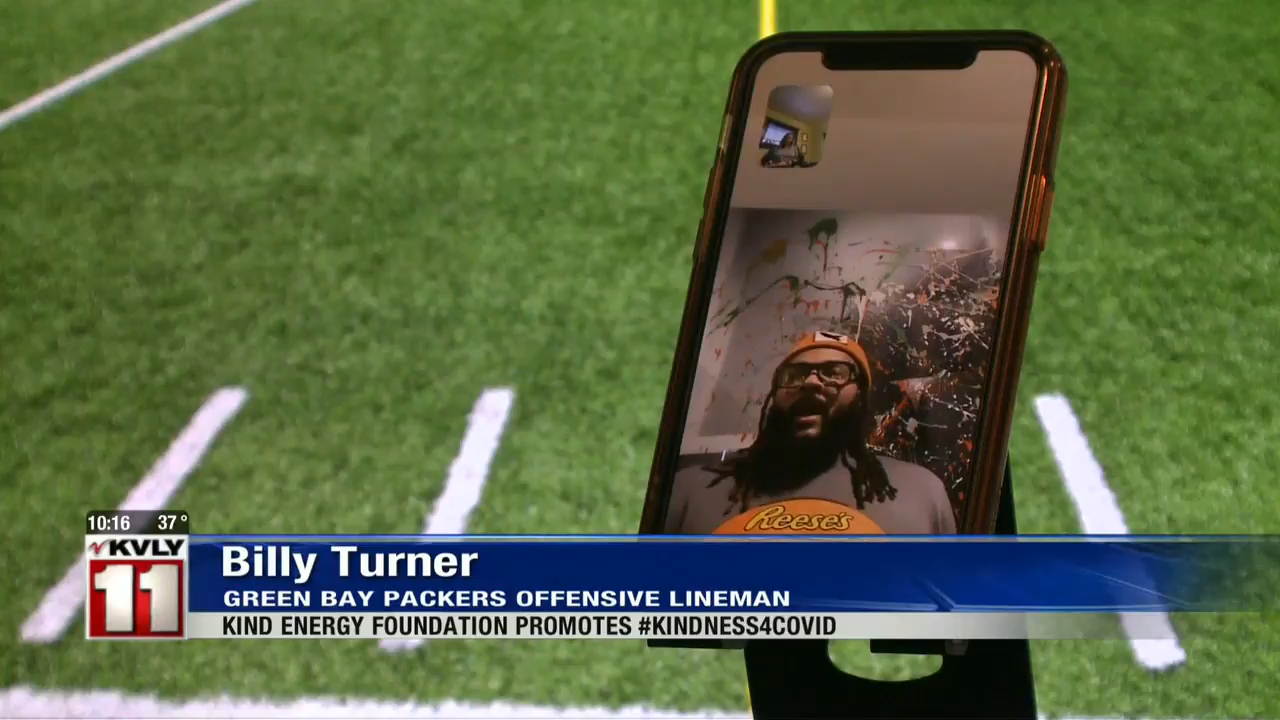 Reese's
10:16 37°
KVLY
11
Billy Turner
GREEN BAY PACKERS OFFENSIVE LINEMAN
KIND ENERGY FOUNDATION PROMOTES #KINDNESS4COVID